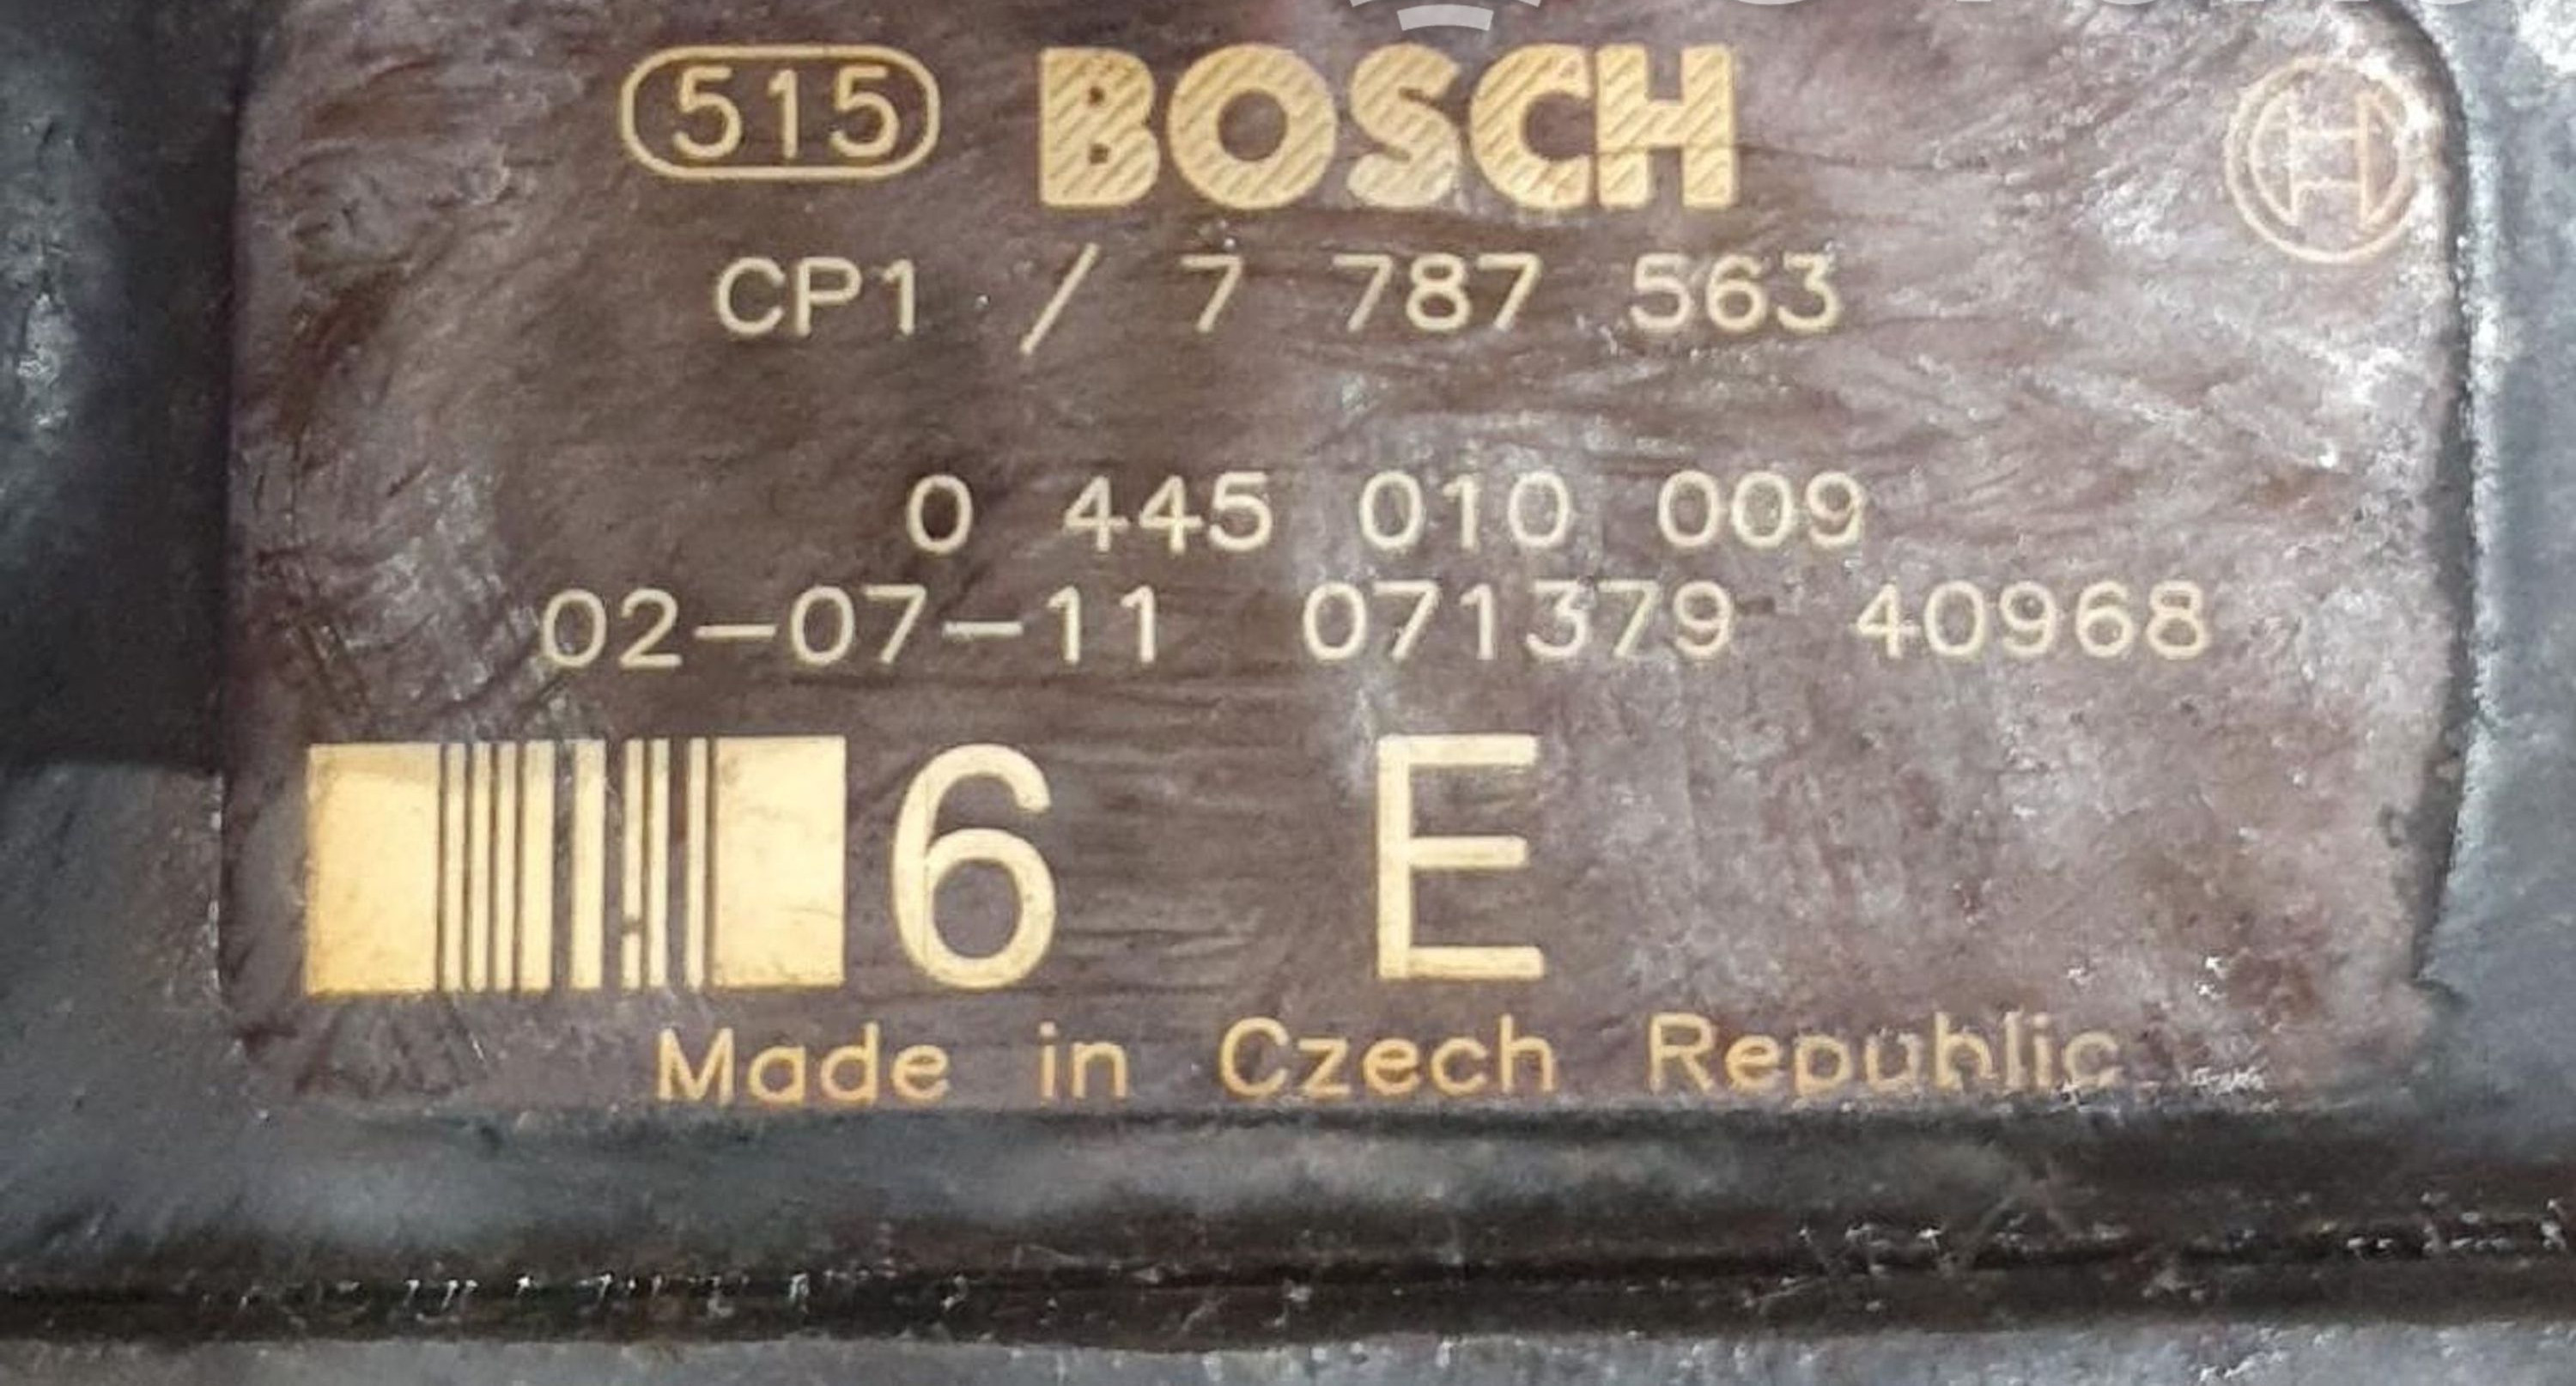 515 BOSCH
CP1 / 7 787 563
0 445 010 009
02-07-11 071379 40968
6 E
Made in Czech Republic